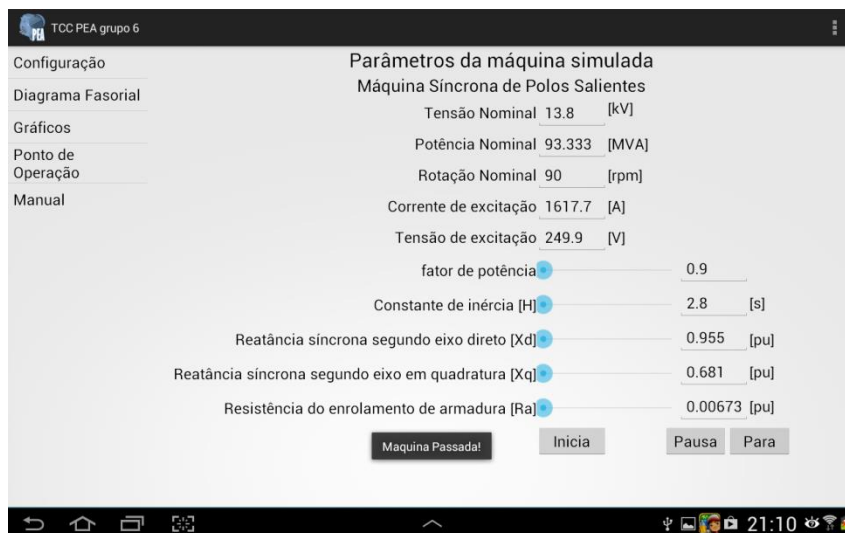 PEA
TCC PEA grupo 6
Configuração
Diagrama Fasorial
Gráficos
Ponto de
Operação
Manual
Parâmetros da máquina simulada
Máquina Síncrona de Polos Salientes
Tensão Nominal 13.8 [kV]
Potência Nominal 93.333 [MVA]
Rotação Nominal 90 [rpm]
Corrente de excitação 1617.7 [A]
Tensão de excitação 249.9 [V]
fator de potência 0.9
Constante de inércia [H] 2.8 [s]
Reatância síncrona segundo eixo direto [Xd] 0.955 [pu]
Reatância síncrona segundo eixo em quadratura [Xq] 0.681 [pu]
Resistência do enrolamento de armadura [Ra] 0.00673 [pu]
Maquina Passada!
Inicia
Pausa
Para
21:10